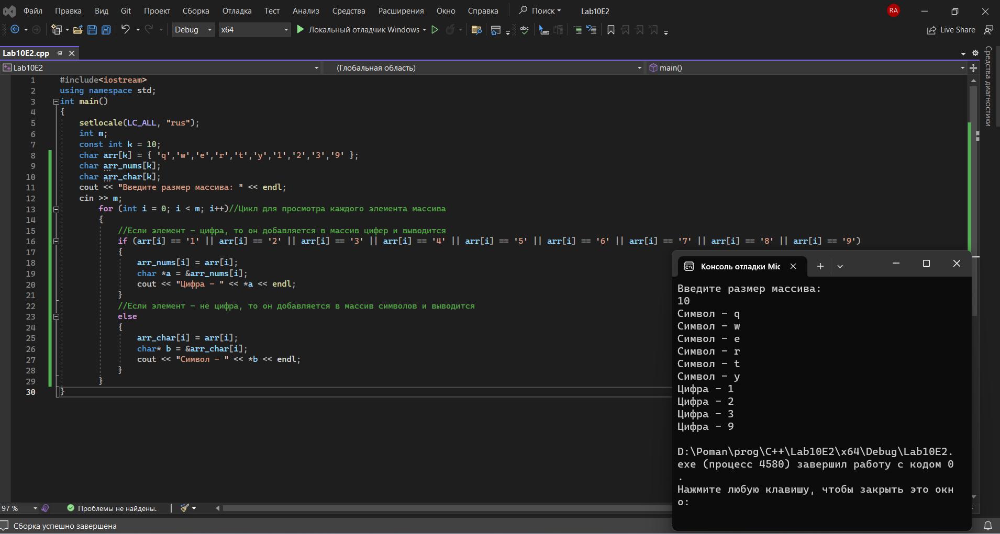 Файл Правка Вид Git Проект Сборка Отладка Тест Анализ Средства Расширения Окно Справка Поиск Lab10E2 RA
Debug x64 Локальный отладчик Windows abc Live Share
Lab10E2.cpp
Lab10E2 (Глобальная область) main()
Средства диагностики
1 #include<iostream>
2 using namespace std;
3 int main()
4 {
5 setlocale(LC_ALL, "rus");
6 int m;
7 const int k = 10;
8 char arr[k] = { 'q','w','e','r','t','y','1','2','3','9' };
9 char arr_nums[k];
10 char arr_char[k];
11 cout << "Введите размер массива: " << endl;
12 cin >> m;
13 for (int i = 0; i < m; i++)//Цикл для просмотра каждого элемента массива
14 {
15 //Если элемент - цифра, то он добавляется в массив цифер и выводится
16 if (arr[i] == '1' || arr[i] == '2' || arr[i] == '3' || arr[i] == '4' || arr[i] == '5' || arr[i] == '6' || arr[i] == '7' || arr[i] == '8' || arr[i] == '9')
17 {
18 arr_nums[i] = arr[i];
19 char *a = &arr_nums[i];
20 cout << "Цифра - " << *a << endl;
21 }
22 //Если элемент - не цифра, то он добавляется в массив символов и выводится
23 else
24 {
25 arr_char[i] = arr[i];
26 char* b = &arr_char[i];
27 cout << "Символ - " << *b << endl;
28 }
29 }
30 }
Консоль отладки Mic
Введите размер массива:
10
Символ - q
Символ - w
Символ - e
Символ - r
Символ - t
Символ - y
Цифра - 1
Цифра - 2
Цифра - 3
Цифра - 9
D:\Poman\prog\C++\Lab10E2\x64\Debug\Lab10E2.
exe (процесс 4580) завершил работу с кодом 0
.
Нажмите любую клавишу, чтобы закрыть это окн
о:
97 % Проблемы не найдены.
Сборка успешно завершена